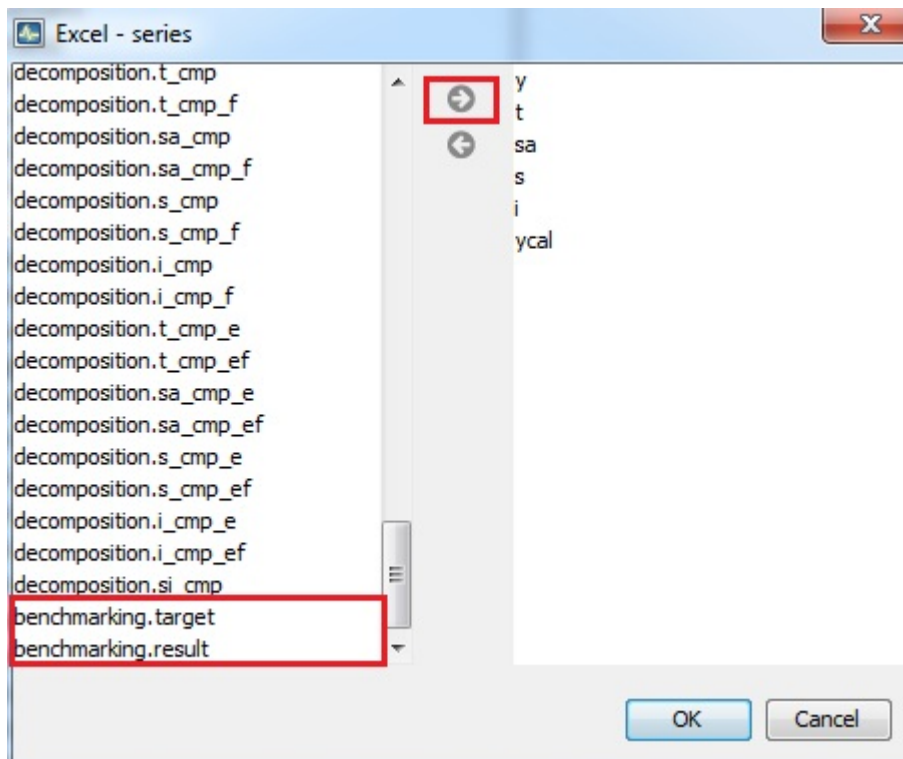 Excel - series
decomposition.t_cmp
decomposition.t_cmp_f
decomposition.sa_cmp
decomposition.sa_cmp_f
decomposition.s_cmp
decomposition.s_cmp_f
decomposition.i_cmp
decomposition.i_cmp_f
decomposition.t_cmp_e
decomposition.t_cmp_ef
decomposition.sa_cmp_e
decomposition.sa_cmp_ef
decomposition.s_cmp_e
decomposition.s_cmp_ef
decomposition.i_cmp_e
decomposition.i_cmp_ef
decomposition.si_cmp
benchmarking.target
benchmarking.result
y
t
sa
s
i
ycal
OK
Cancel